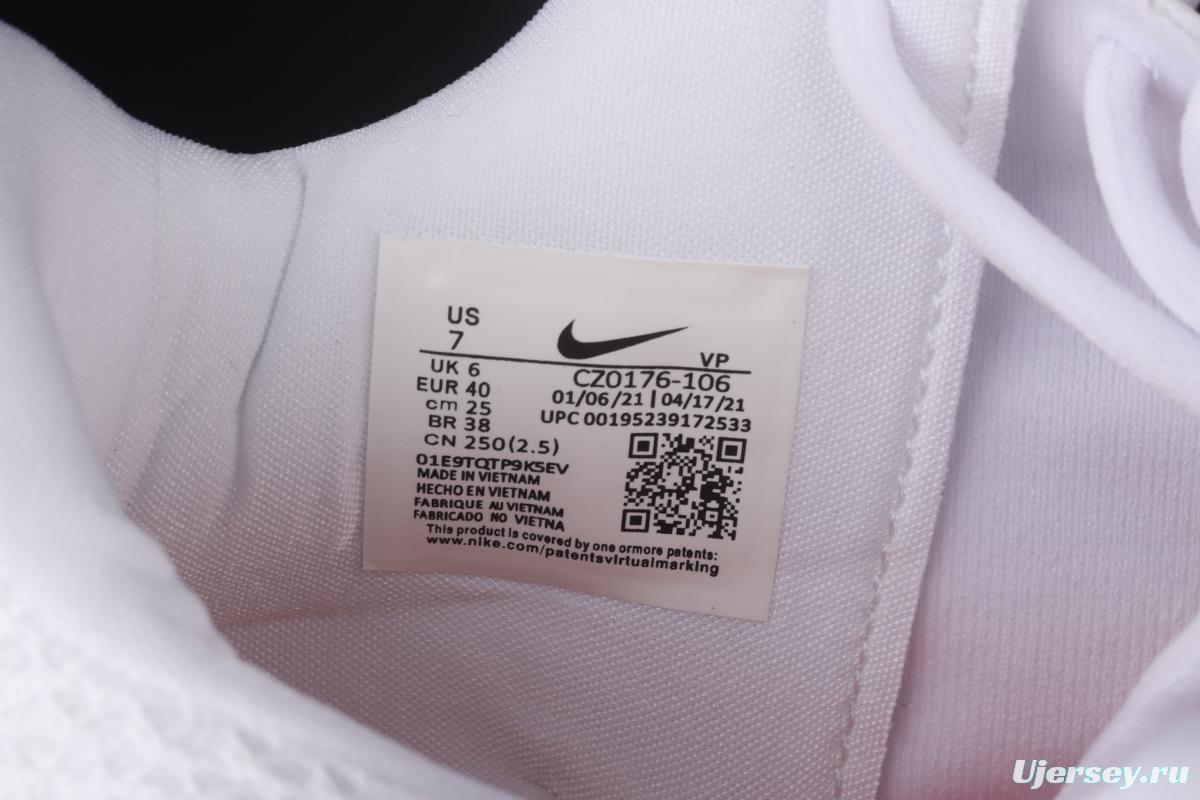 US
7
VP
UK 6
EUR 40
cm 25
BR 38
CN 250(2.5)
CZ0176-106
01/06/21 | 04/17/21
UPC 00195239172533
01E9TQTP9K5EV
MADE IN VIETNAM
HECHO EN VIETNAM
FABRIQUE AU VIETNAM
FABRICADO NO VIETNA
This product is covered by one ormore patents:
www.nike.com/patentsvirtualmarking
Ujersey.ru